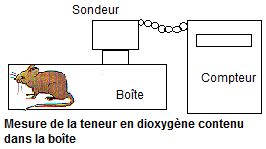 Sondeur
Compteur
Boîte
Mesure de la teneur en dioxygène contenu
dans la boîte